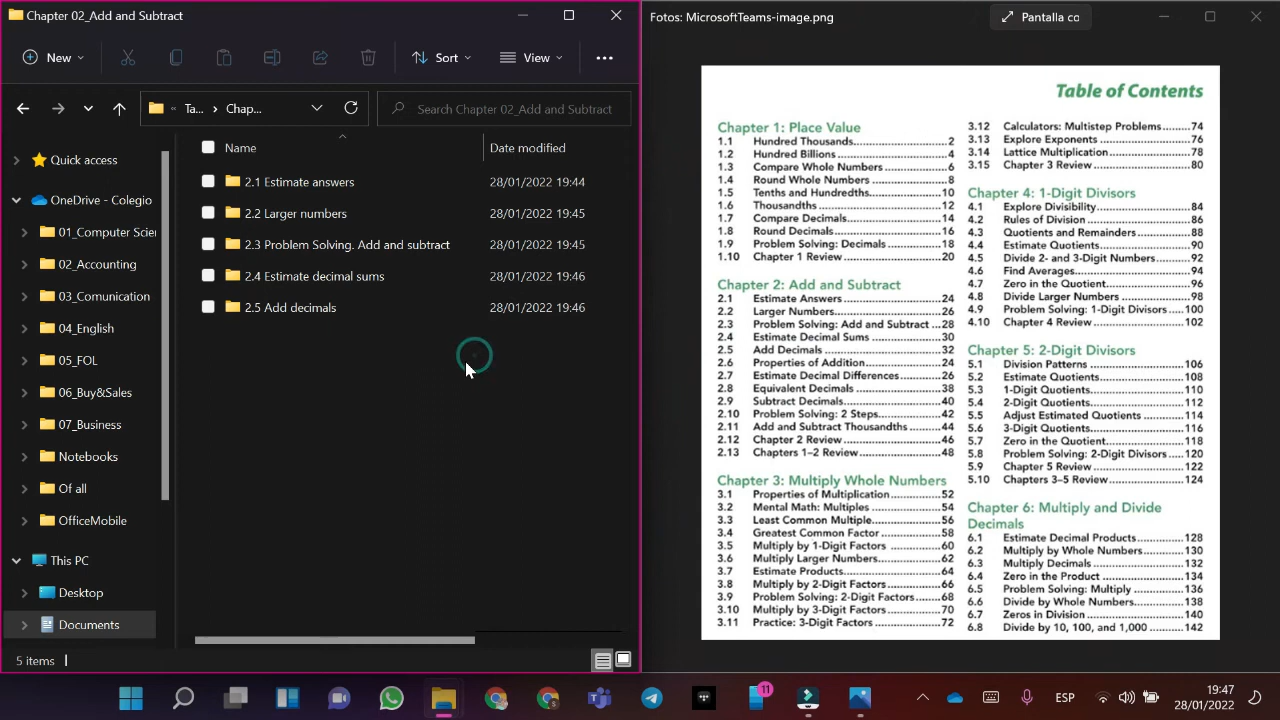 Chapter 02_Add and Subtract
New
Sort
View
Ta...
Chap...
Search Chapter 02_Add and Subtract
Name
Date modified
2.1 Estimate answers
28/01/2022 19:44
2.2 Larger numbers
28/01/2022 19:45
2.3 Problem Solving. Add and subtract
28/01/2022 19:45
2.4 Estimate decimal sums
28/01/2022 19:46
2.5 Add decimals
28/01/2022 19:46
Quick access
OneDrive - Colegio
01_Computer Scien
02_Accounting
03_Comunication
04_English
05_FOL
06_Buy&Sales
07_Business
Notebooks
Of all
OfficeMobile
This PC
Desktop
Documents
5 items
Fotos: MicrosoftTeams-image.png
Pantalla co
Table of Contents
Chapter 1: Place Value
1.1 Hundred Thousands............2
1.2 Hundred Billions............4
1.3 Compare Whole Numbers............6
1.4 Round Whole Numbers............8
1.5 Tenths and Hundredths............10
1.6 Thousandths............12
1.7 Compare Decimals............14
1.8 Round Decimals............16
1.9 Problem Solving: Decimals............18
1.10 Chapter 1 Review............20
Chapter 2: Add and Subtract
2.1 Estimate Answers............24
2.2 Larger Numbers............26
2.3 Problem Solving: Add and Subtract ...28
2.4 Estimate Decimal Sums............30
2.5 Add Decimals............32
2.6 Properties of Addition............24
2.7 Estimate Decimal Differences............26
2.8 Equivalent Decimals............38
2.9 Subtract Decimals............40
2.10 Problem Solving: 2 Steps............42
2.11 Add and Subtract Thousandths............44
2.12 Chapter 2 Review............46
2.13 Chapters 1–2 Review............48
Chapter 3: Multiply Whole Numbers
3.1 Properties of Multiplication............52
3.2 Mental Math: Multiples............54
3.3 Least Common Multiple............56
3.4 Greatest Common Factor............58
3.5 Multiply by 1-Digit Factors............60
3.6 Multiply Larger Numbers............62
3.7 Estimate Products............64
3.8 Multiply by 2-Digit Factors............66
3.9 Problem Solving: 2-Digit Factors............68
3.10 Multiply by 3-Digit Factors............70
3.11 Practice: 3-Digit Factors............72
3.12 Calculators: Multistep Problems............74
3.13 Explore Exponents............76
3.14 Lattice Multiplication............78
3.15 Chapter 3 Review............80
Chapter 4: 1-Digit Divisors
4.1 Explore Divisibility............84
4.2 Rules of Division............86
4.3 Quotients and Remainders............88
4.4 Estimate Quotients............90
4.5 Divide 2- and 3-Digit Numbers............92
4.6 Find Averages............94
4.7 Zero in the Quotient............96
4.8 Divide Larger Numbers............98
4.9 Problem Solving: 1-Digit Divisors............100
4.10 Chapter 4 Review............102
Chapter 5: 2-Digit Divisors
5.1 Division Patterns............106
5.2 Estimate Quotients............108
5.3 1-Digit Quotients............110
5.4 2-Digit Quotients............112
5.5 Adjust Estimated Quotients............114
5.6 3-Digit Quotients............116
5.7 Zero in the Quotient............118
5.8 Problem Solving: 2-Digit Divisors............120
5.9 Chapter 5 Review............122
5.10 Chapters 3–5 Review............124
Chapter 6: Multiply and Divide
Decimals
6.1 Estimate Decimal Products............128
6.2 Multiply by Whole Numbers............130
6.3 Multiply Decimals............132
6.4 Zero in the Product............134
6.5 Problem Solving: Multiply............136
6.6 Divide by Whole Numbers............138
6.7 Zeros in Division............140
6.8 Divide by 10, 100, and 1,000............142
11
ESP
19:47
28/01/2022